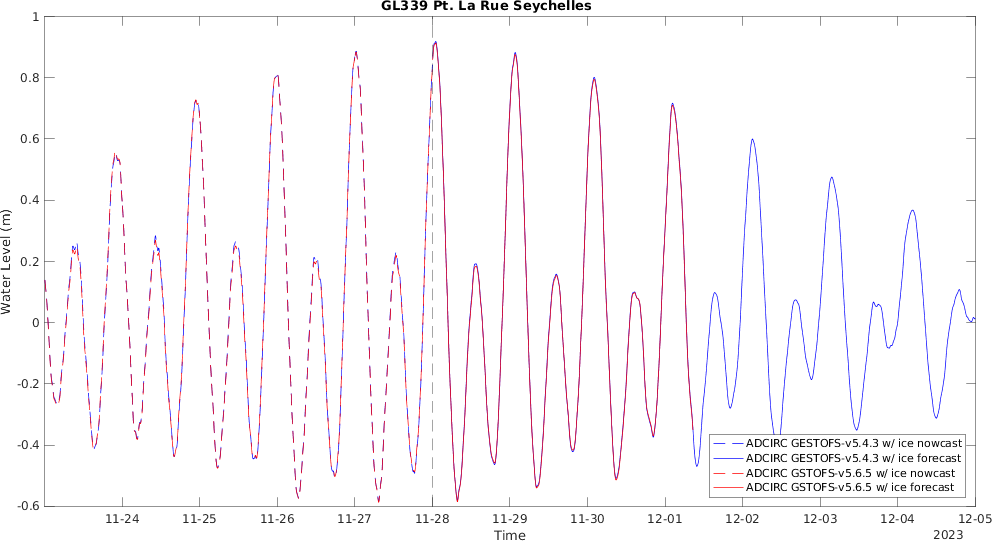 GL339 Pt. La Rue Seychelles
Water Level (m)
1
0.8
0.6
0.4
0.2
0
-0.2
-0.4
-0.6
ADCIRC GESTOFS-v5.4.3 w/ ice nowcast
ADCIRC GESTOFS-v5.4.3 w/ ice forecast
ADCIRC GSTOFS-v5.6.5 w/ ice nowcast
ADCIRC GSTOFS-v5.6.5 w/ ice forecast
11-24 11-25 11-26 11-27 11-28 11-29 11-30 12-01 12-02 12-03 12-04 12-05
Time
2023